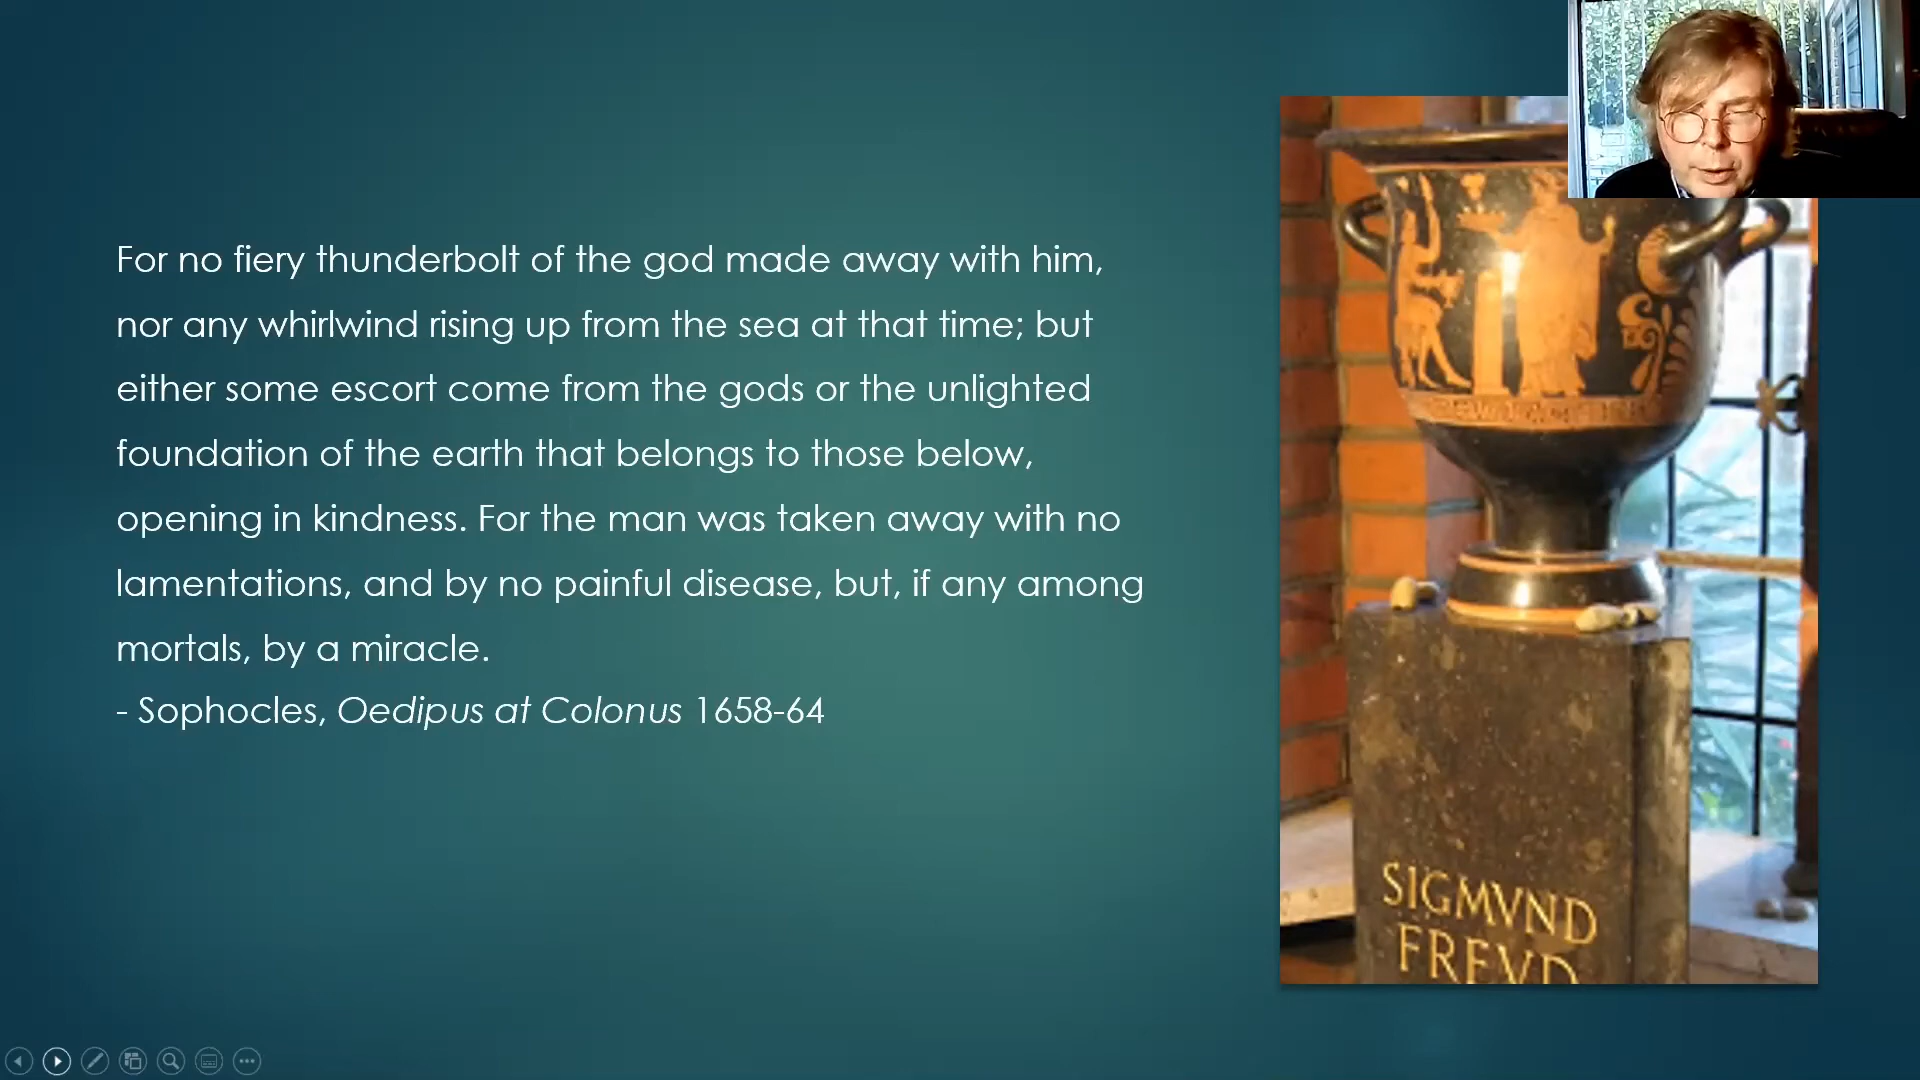 For no fiery thunderbolt of the god made away with him,
nor any whirlwind rising up from the sea at that time; but
either some escort come from the gods or the unlighted
foundation of the earth that belongs to those below,
opening in kindness. For the man was taken away with no
lamentations, and by no painful disease, but, if any among
mortals, by a miracle.
- Sophocles, Oedipus at Colonus 1658-64
SIGMVND
FREVD